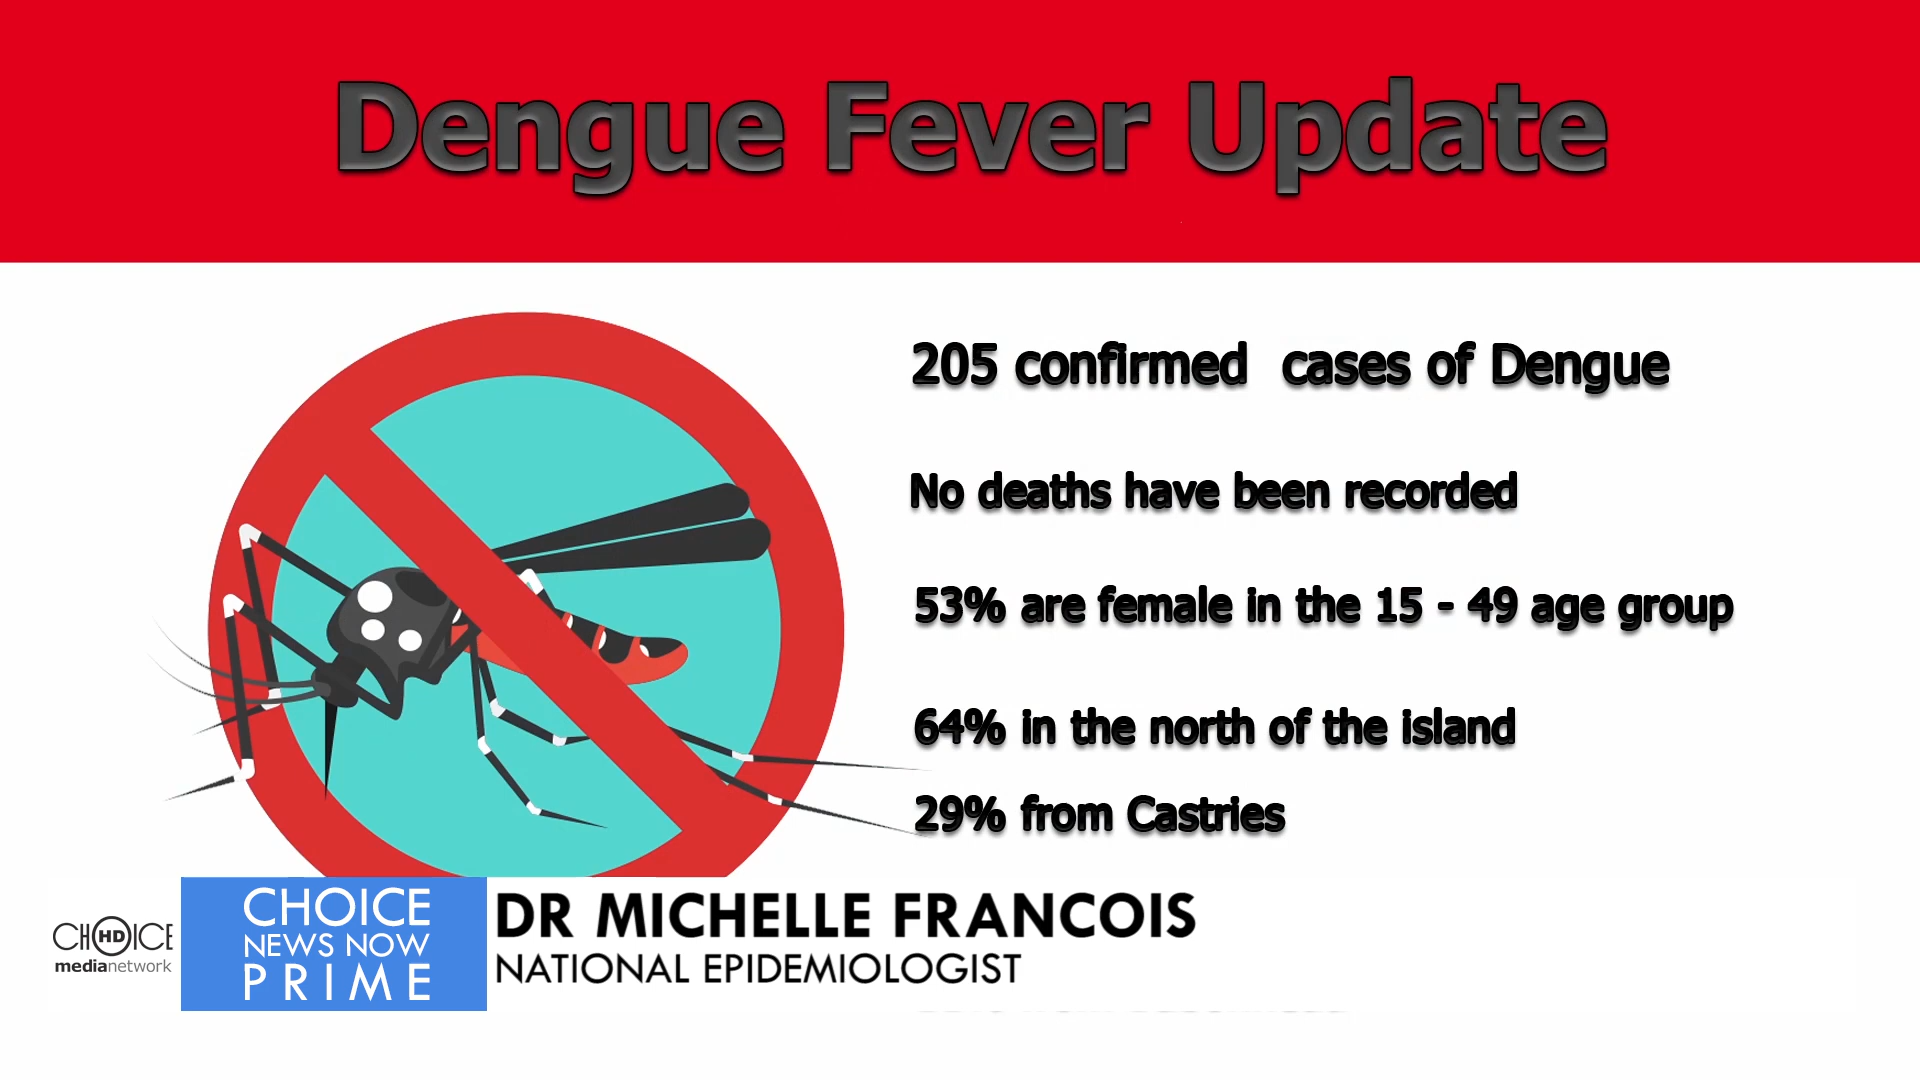 Dengue Fever Update
205 confirmed cases of Dengue
No deaths have been recorded
53% are female in the 15 - 49 age group
64% in the north of the island
29% from Castries
CHOICE
HD
medianetwork
CHOICE
NEWS NOW
PRIME
DR MICHELLE FRANCOIS
NATIONAL EPIDEMIOLOGIST